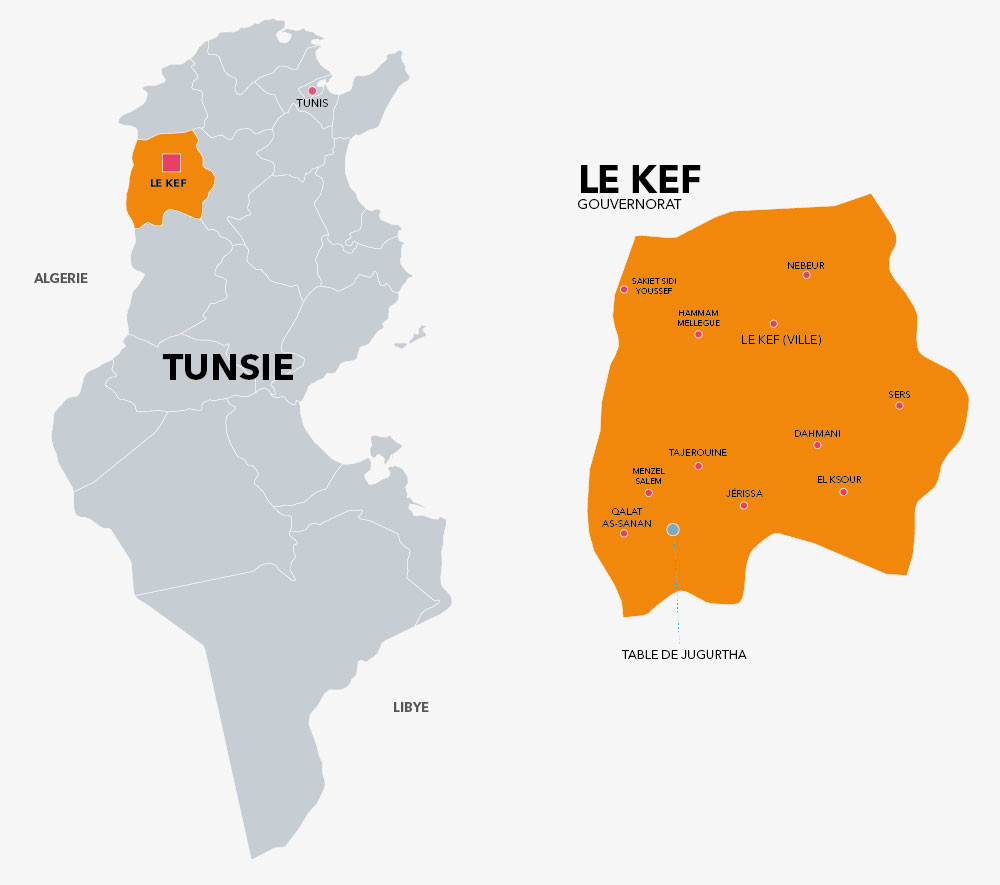 TUNIS
LE KEF
ALGERIE
TUNSIE
LIBYE
LE KEF
GOUVERNORAT
NEBEUR
SAKIET SIDI
YOUSSEF
HAMMAM
MELLEGUE
LE KEF (VILLE)
SERS
DAHMANI
TAJEROUINE
MENZEL
SALEM
EL KSOUR
JÉRISSA
QALAT
AS-SANAN
TABLE DE JUGURTHA